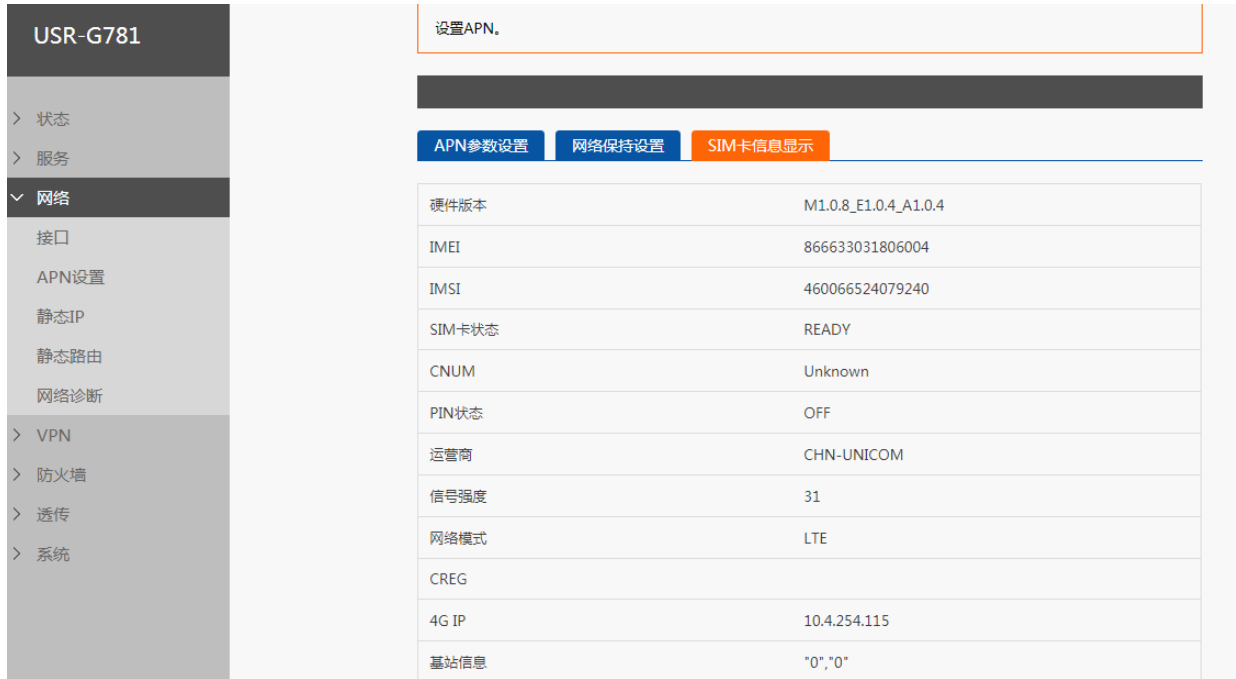 USR-G781
状态
服务
网络
接口
APN设置
静态IP
静态路由
网络诊断
VPN
防火墙
透传
系统
设置APN。
APN参数设置 网络保持设置 SIM卡信息显示
硬件版本 M1.0.8_E1.0.4_A1.0.4
IMEI 866633031806004
IMSI 460066524079240
SIM卡状态 READY
CNUM Unknown
PIN状态 OFF
运营商 CHN-UNICOM
信号强度 31
网络模式 LTE
CREG
4G IP 10.4.254.115
基站信息 "0","0"